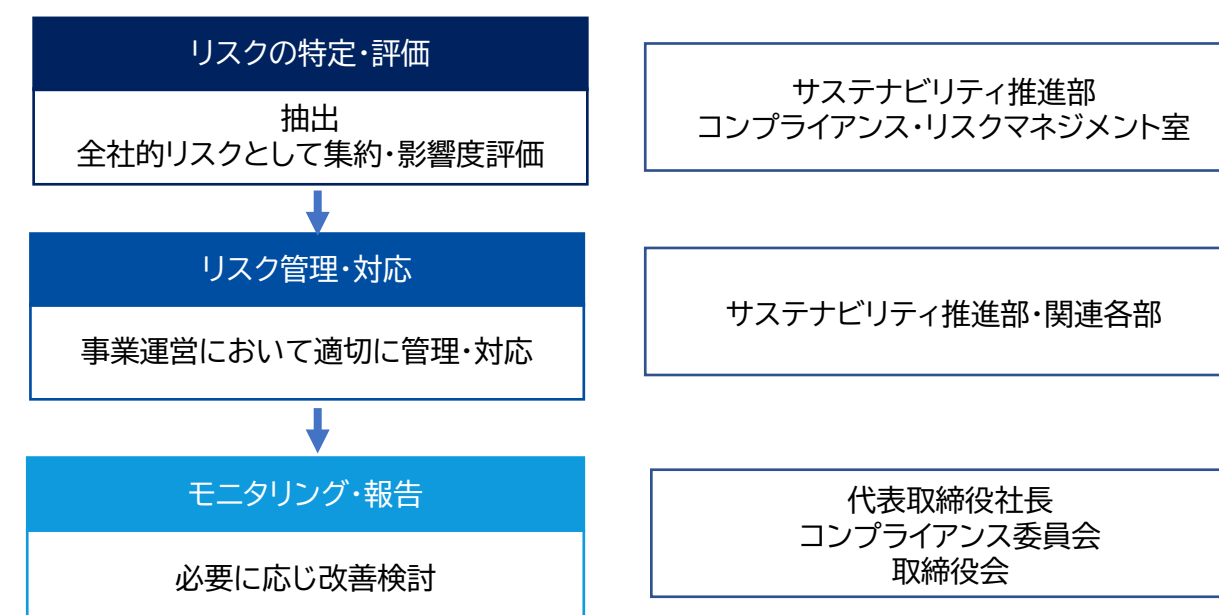 リスクの特定・評価
抽出
全社的リスクとして集約・影響度評価
サステナビリティ推進部
コンプライアンス・リスクマネジメント室
リスク管理・対応
事業運営において適切に管理・対応
サステナビリティ推進部・関連各部
モニタリング・報告
必要に応じ改善検討
代表取締役社長
コンプライアンス委員会
取締役会